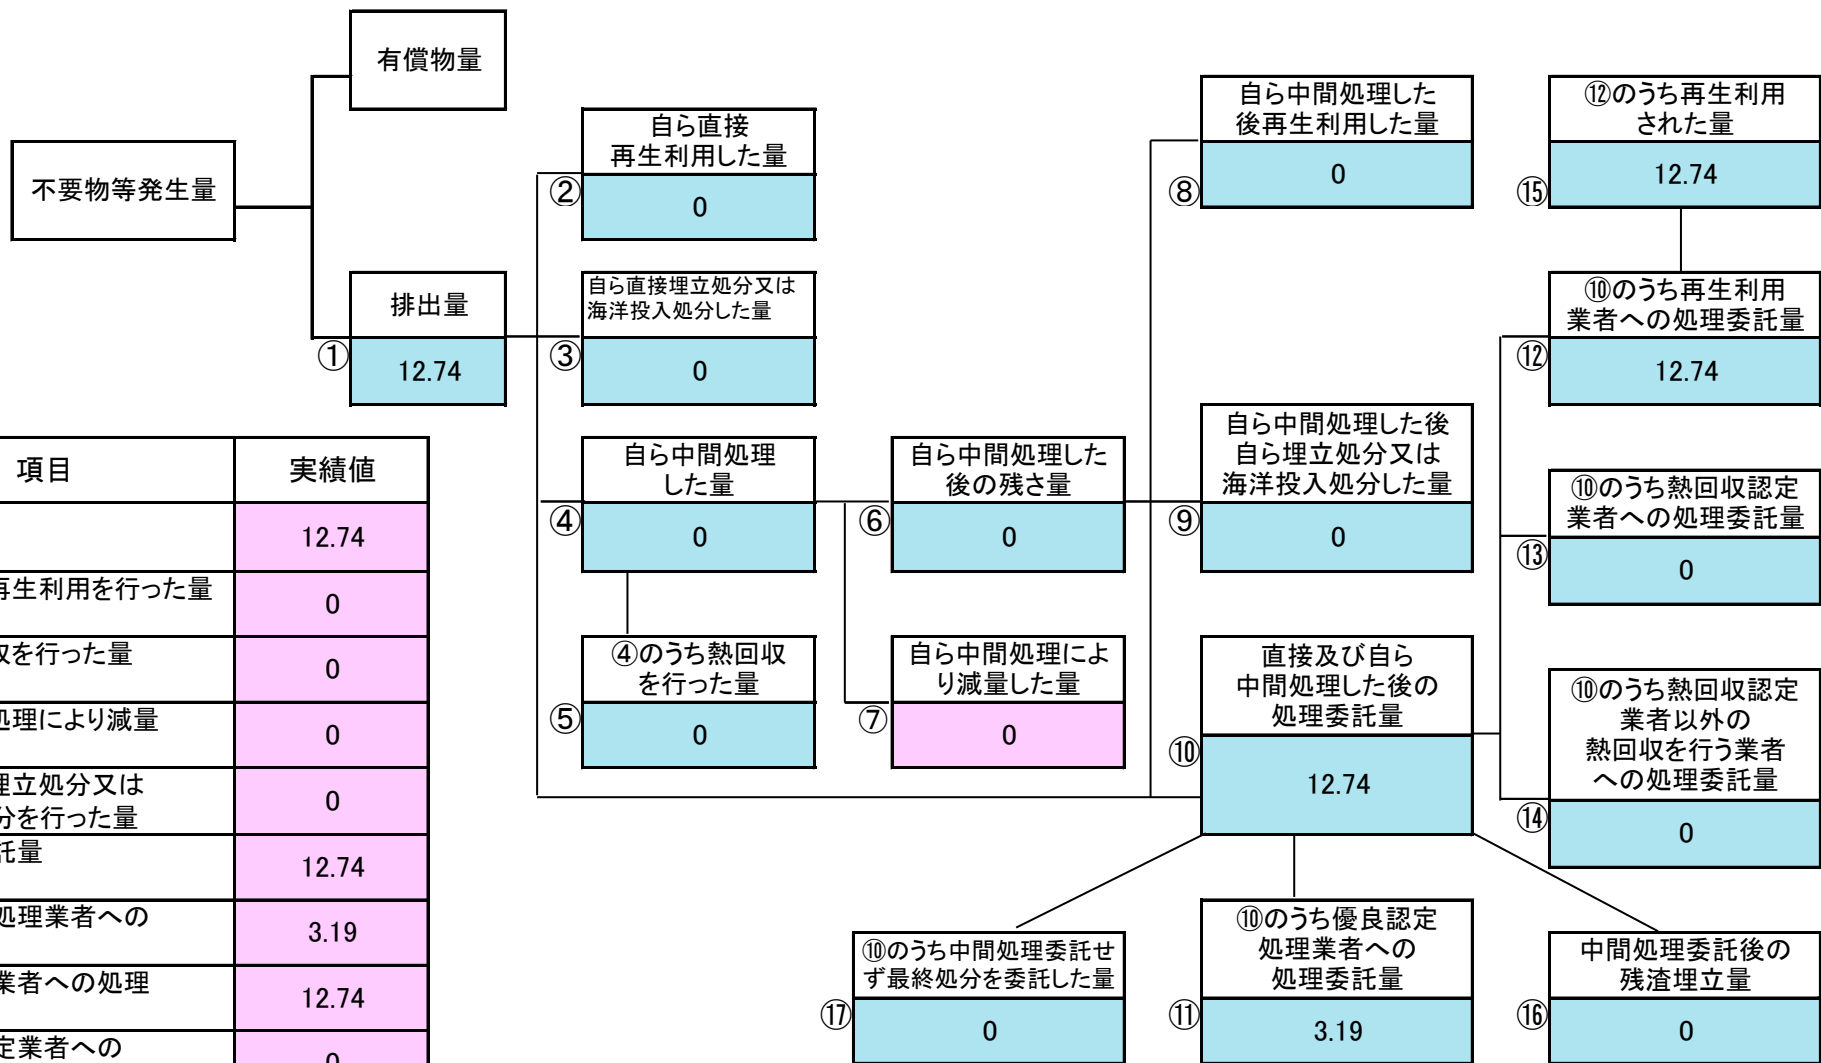 有償物量
不要物等発生量
排出量
①
12.74
自ら直接
再生利用した量
②
0
自ら直接埋立処分又は
海洋投入処分した量
③
0
自ら中間処理
した量
④
0
④のうち熱回収
を行った量
⑤
0
自ら中間処理した
後の残さ量
⑥
0
自ら中間処理によ
り減量した量
⑦
0
自ら中間処理した
後再生利用した量
⑧
0
自ら中間処理した後
自ら埋立処分又は
海洋投入処分した量
⑨
0
直接及び自ら
中間処理した後の
処理委託量
⑩
12.74
⑫のうち再生利用
された量
⑮
12.74
⑩のうち再生利用
業者への処理委託量
⑫
12.74
⑩のうち熱回収認定
業者への処理委託量
⑬
0
⑩のうち熱回収認定
業者以外の
熱回収を行う業者
への処理委託量
⑭
0
⑩のうち中間処理委託せ
ず最終処分を委託した量
⑰
0
⑩のうち優良認定
処理業者への
処理委託量
⑪
3.19
中間処理委託後の
残渣埋立量
⑯
0
項目 実績値
12.74
再生利用を行った量
0
収を行った量
0
処理により減量
0
埋立処分又は
分を行った量
0
託量
12.74
処理業者への
3.19
業者への処理
12.74
定業者への
0